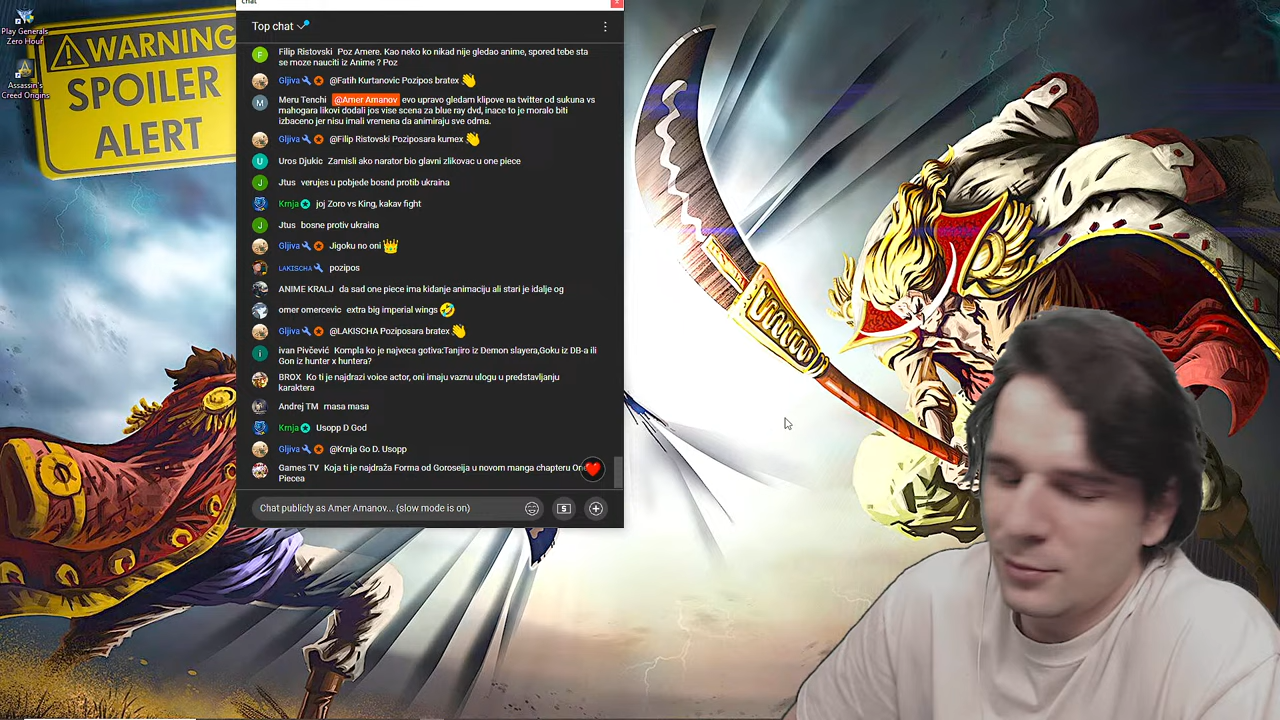 Play Generals
Zero Hour
Assassin's
Creed Origins
WARNING
SPOILER
ALERT
Chat
Top chat
Filip Ristovski Poz Amere. Kao neko ko nikad nije gledao anime, spored tebe sta
se moze nauciti iz Anime ? Poz
Gljiva @Fatih Kurtanovic Pozipos bratex
Meru Tenchi @Amer Amanov evo upravo gledam klipove na twitter od sukuna vs
mahogara likovi dodali jos vise scena za blue ray dvd, inace to je moralo biti
izbaceno jer nisu imali vremena da animiraju sve odma.
Gljiva @Filip Ristovski Poziposara kumex
Uros Djukic Zamisli ako narator bio glavni zlikovac u one piece
Jtus verujes u pobjede bosnd protib ukraina
Krnja joj Zoro vs King, kakav fight
Jtus bosne protiv ukraina
Gljiva Jigoku no oni
LAKISCHA pozipos
ANIME KRALJ da sad one piece ima kidanje animaciju ali stari je idalje og
omer omercevic extra big imperial wings
Gljiva @LAKISCHA Poziposara bratex
ivan Pivčević Kompla ko je najveca gotiva:Tanjiro iz Demon slayera,Goku iz DB-a ili
Gon iz hunter x huntera?
BROX Ko ti je najdrazi voice actor, oni imaju vaznu ulogu u predstavljanju
karaktera
Andrej TM masa masa
Krnja Usopp D God
Gljiva @Krnja Go D. Usopp
Games TV Koja ti je najdraža Forma od Goroseija u novom manga chapteru
Piecea
Chat publicly as Amer Amanov... (slow mode is on)